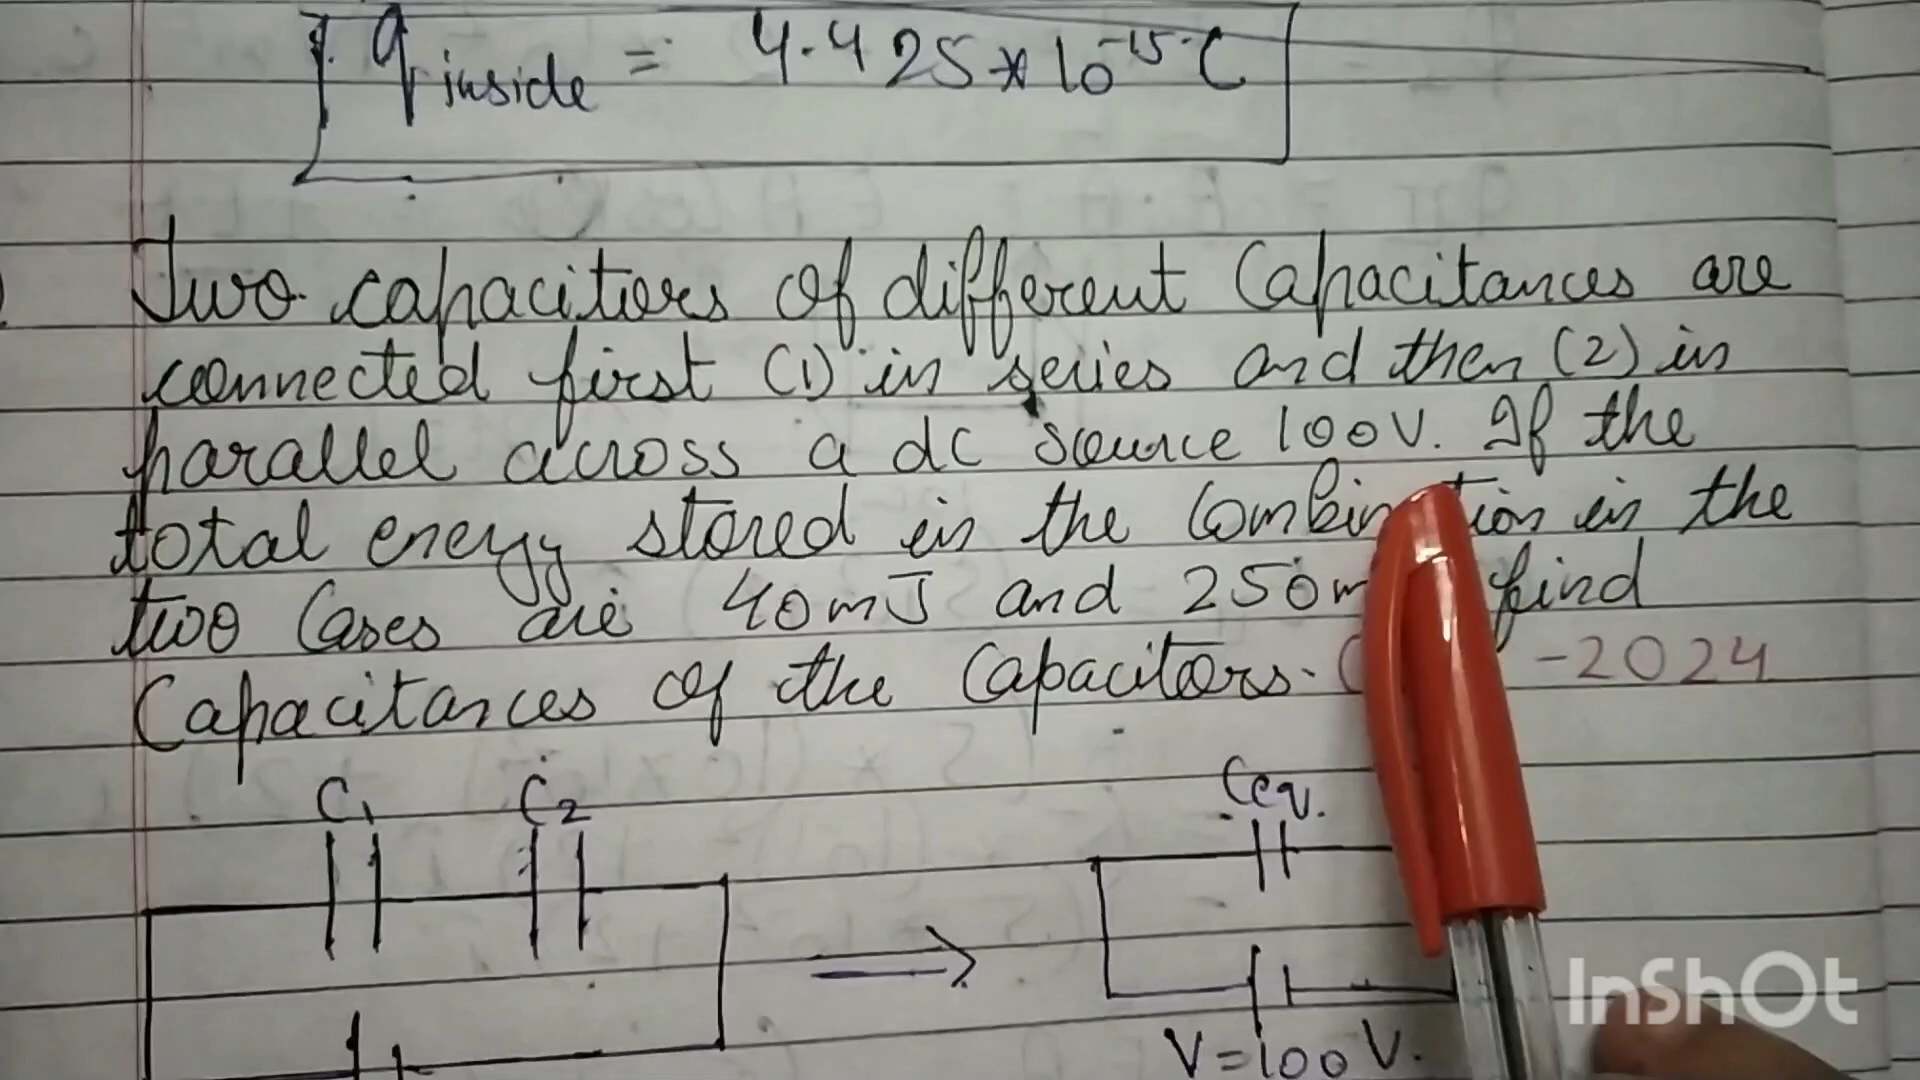 q inside = 4.425 * 10^-15 C
Two capacitors of different Capacitances are
connected first (1) in series and then (2) in
parallel across a dc source 100V. If the
total energy stored in the in the
two Cases are 40mJ and find
Capacitances of the Capacitors. -2024
C1 C2 Ceq.
V=100V.
InShOt